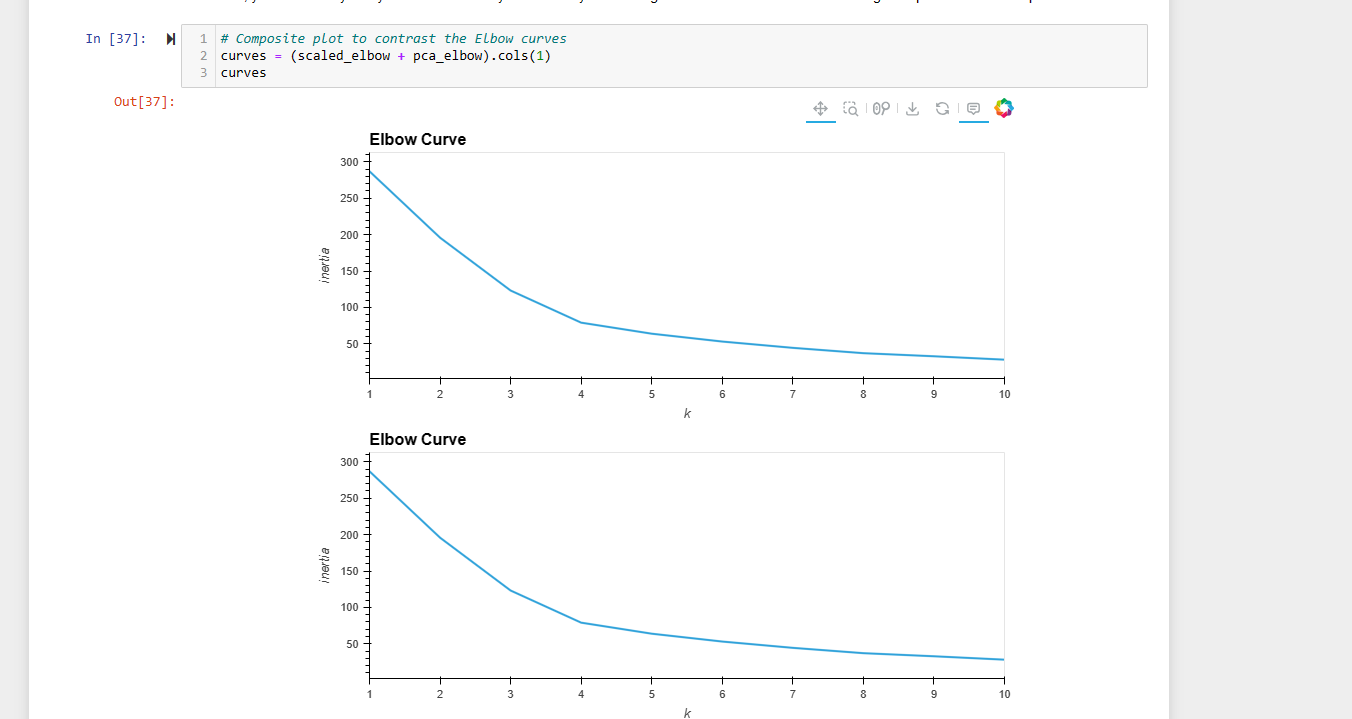 In [37]:
1 # Composite plot to contrast the Elbow curves
2 curves = (scaled_elbow + pca_elbow).cols(1)
3 curves
Out[37]:
Elbow Curve
300
250
200
150
100
50
inertia
1 2 3 4 5 6 7 8 9 10
k
Elbow Curve
300
250
200
150
100
50
inertia
1 2 3 4 5 6 7 8 9 10
k